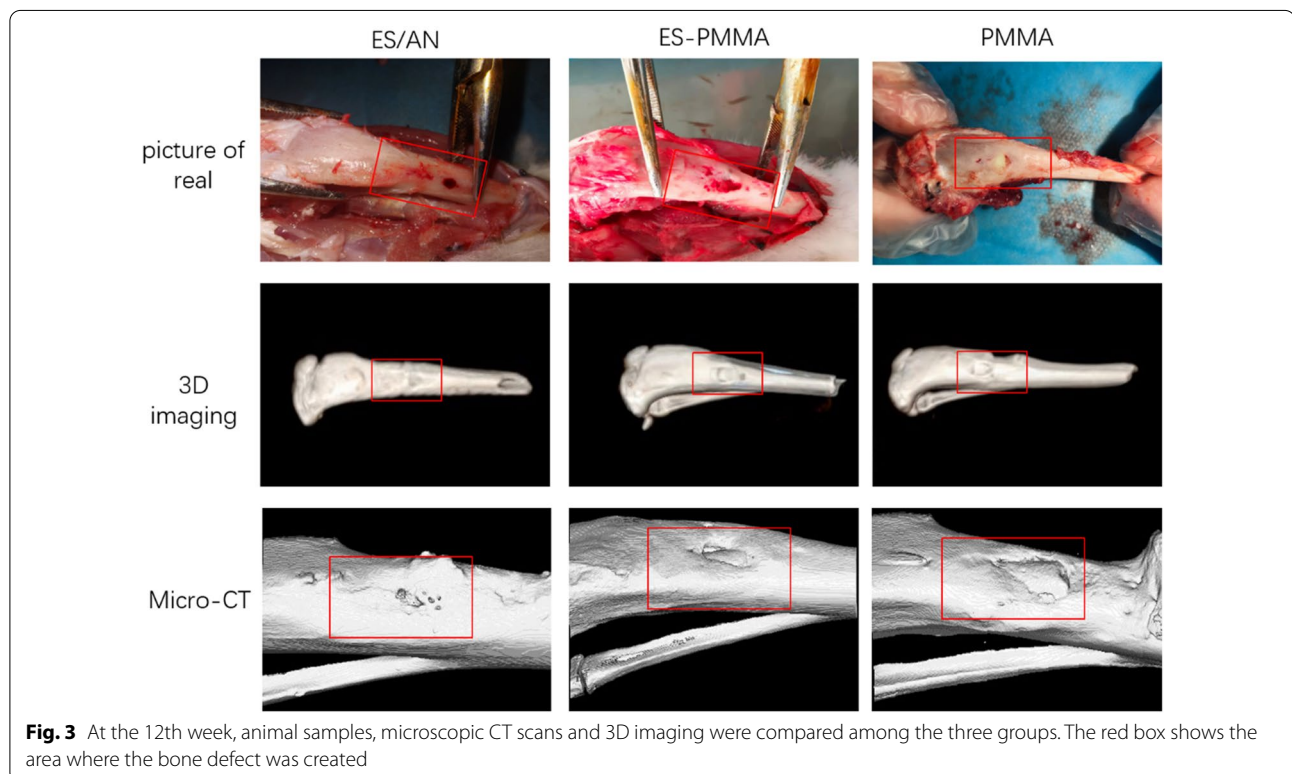 ES/AN
ES-PMMA
PMMA
picture of
real
3D
imaging
Micro-CT
Fig. 3 At the 12th week, animal samples, microscopic CT scans and 3D imaging were compared among the three groups. The red box shows the
area where the bone defect was created